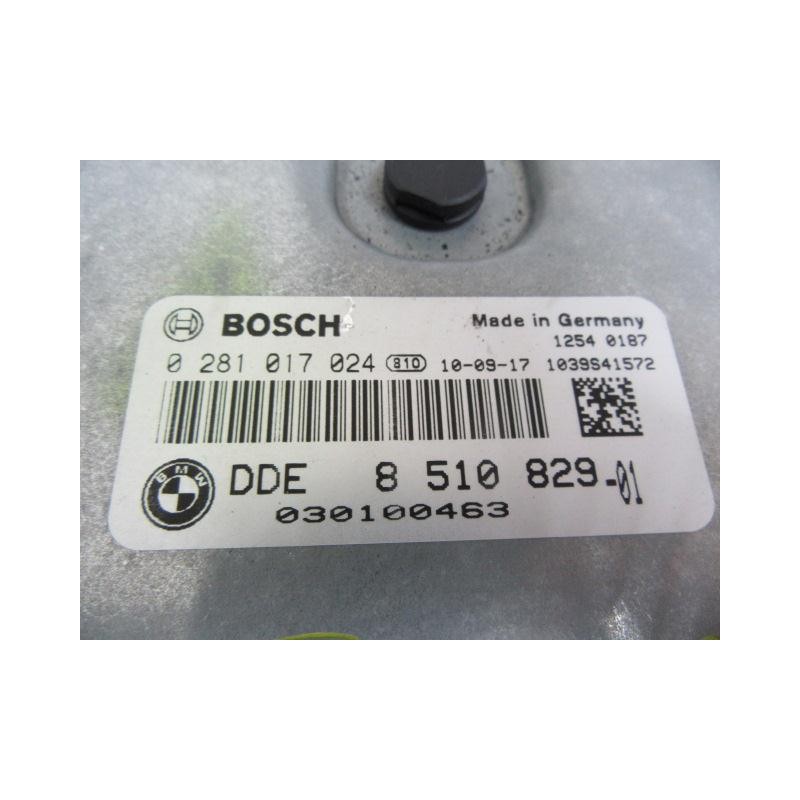 BOSCH
Made in Germany
1254 0187
0 281 017 024 810 10-09-17 1039S41572
BMW
DDE 8 510 829-01
030100463